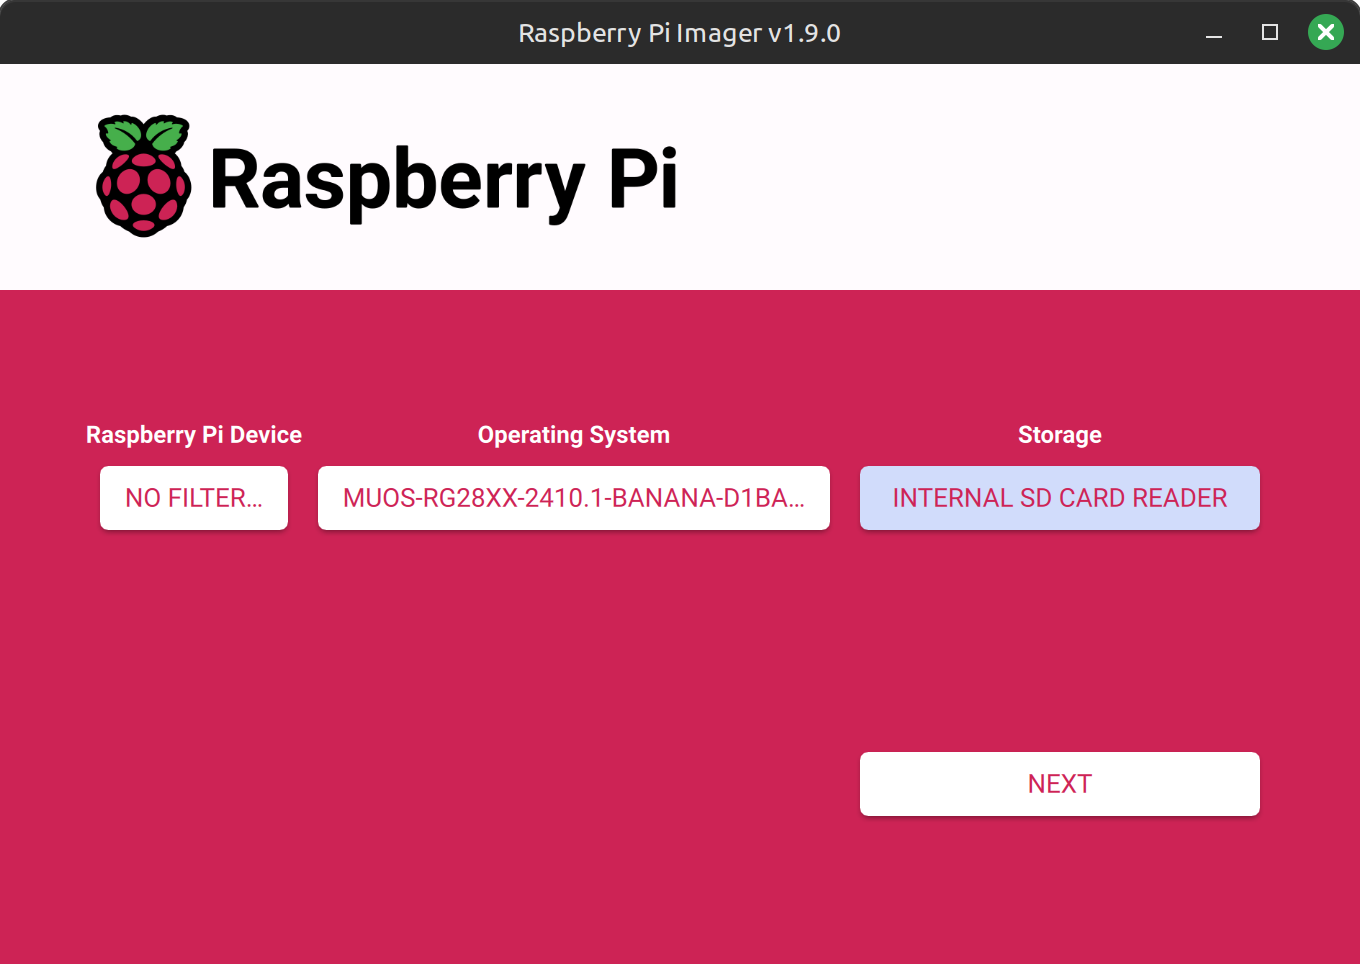 Raspberry Pi Imager v1.9.0
Raspberry Pi
Raspberry Pi Device
Operating System
Storage
NO FILTER...
MUOS-RG28XX-2410.1-BANANA-D1BA...
INTERNAL SD CARD READER
NEXT